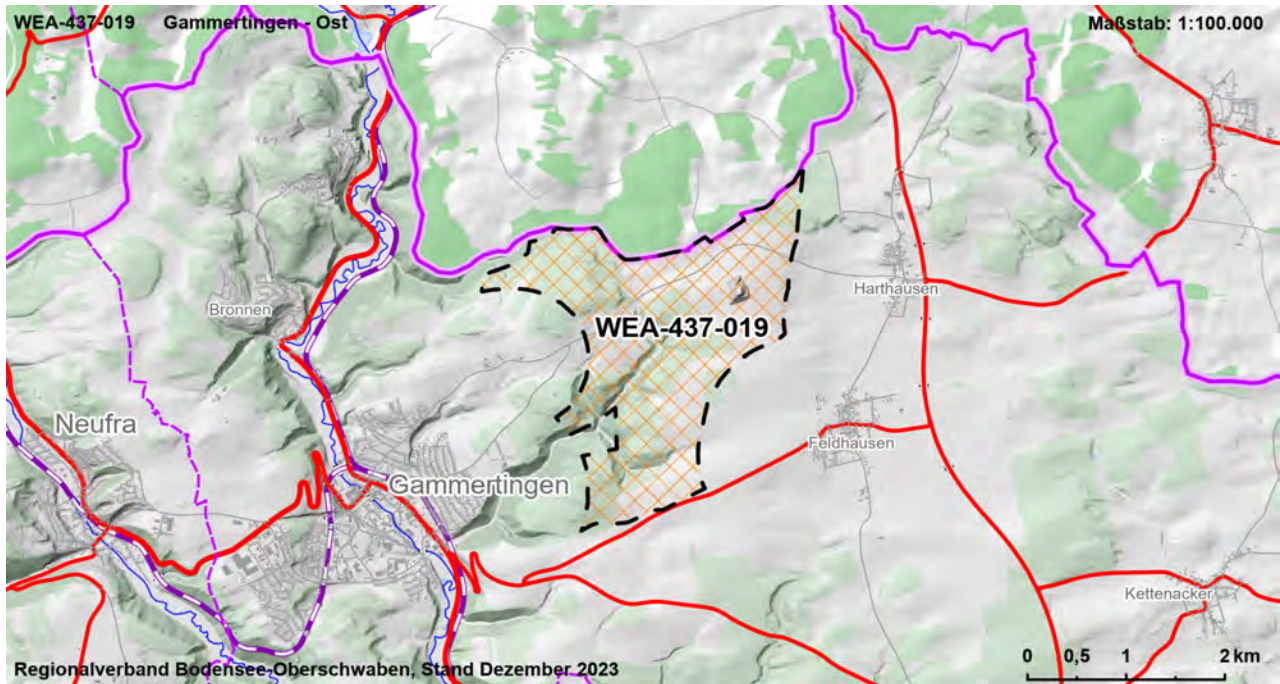 WEA-437-019 Gammertingen - Ost Maßstab: 1:100.000
Harthausen
Bronnen
WEA-437-019
Neufra
Feldhausen
Gammertingen
Kettenacker
Regionalverband Bodensee-Oberschwaben, Stand Dezember 2023
0 0,5 1 2 km